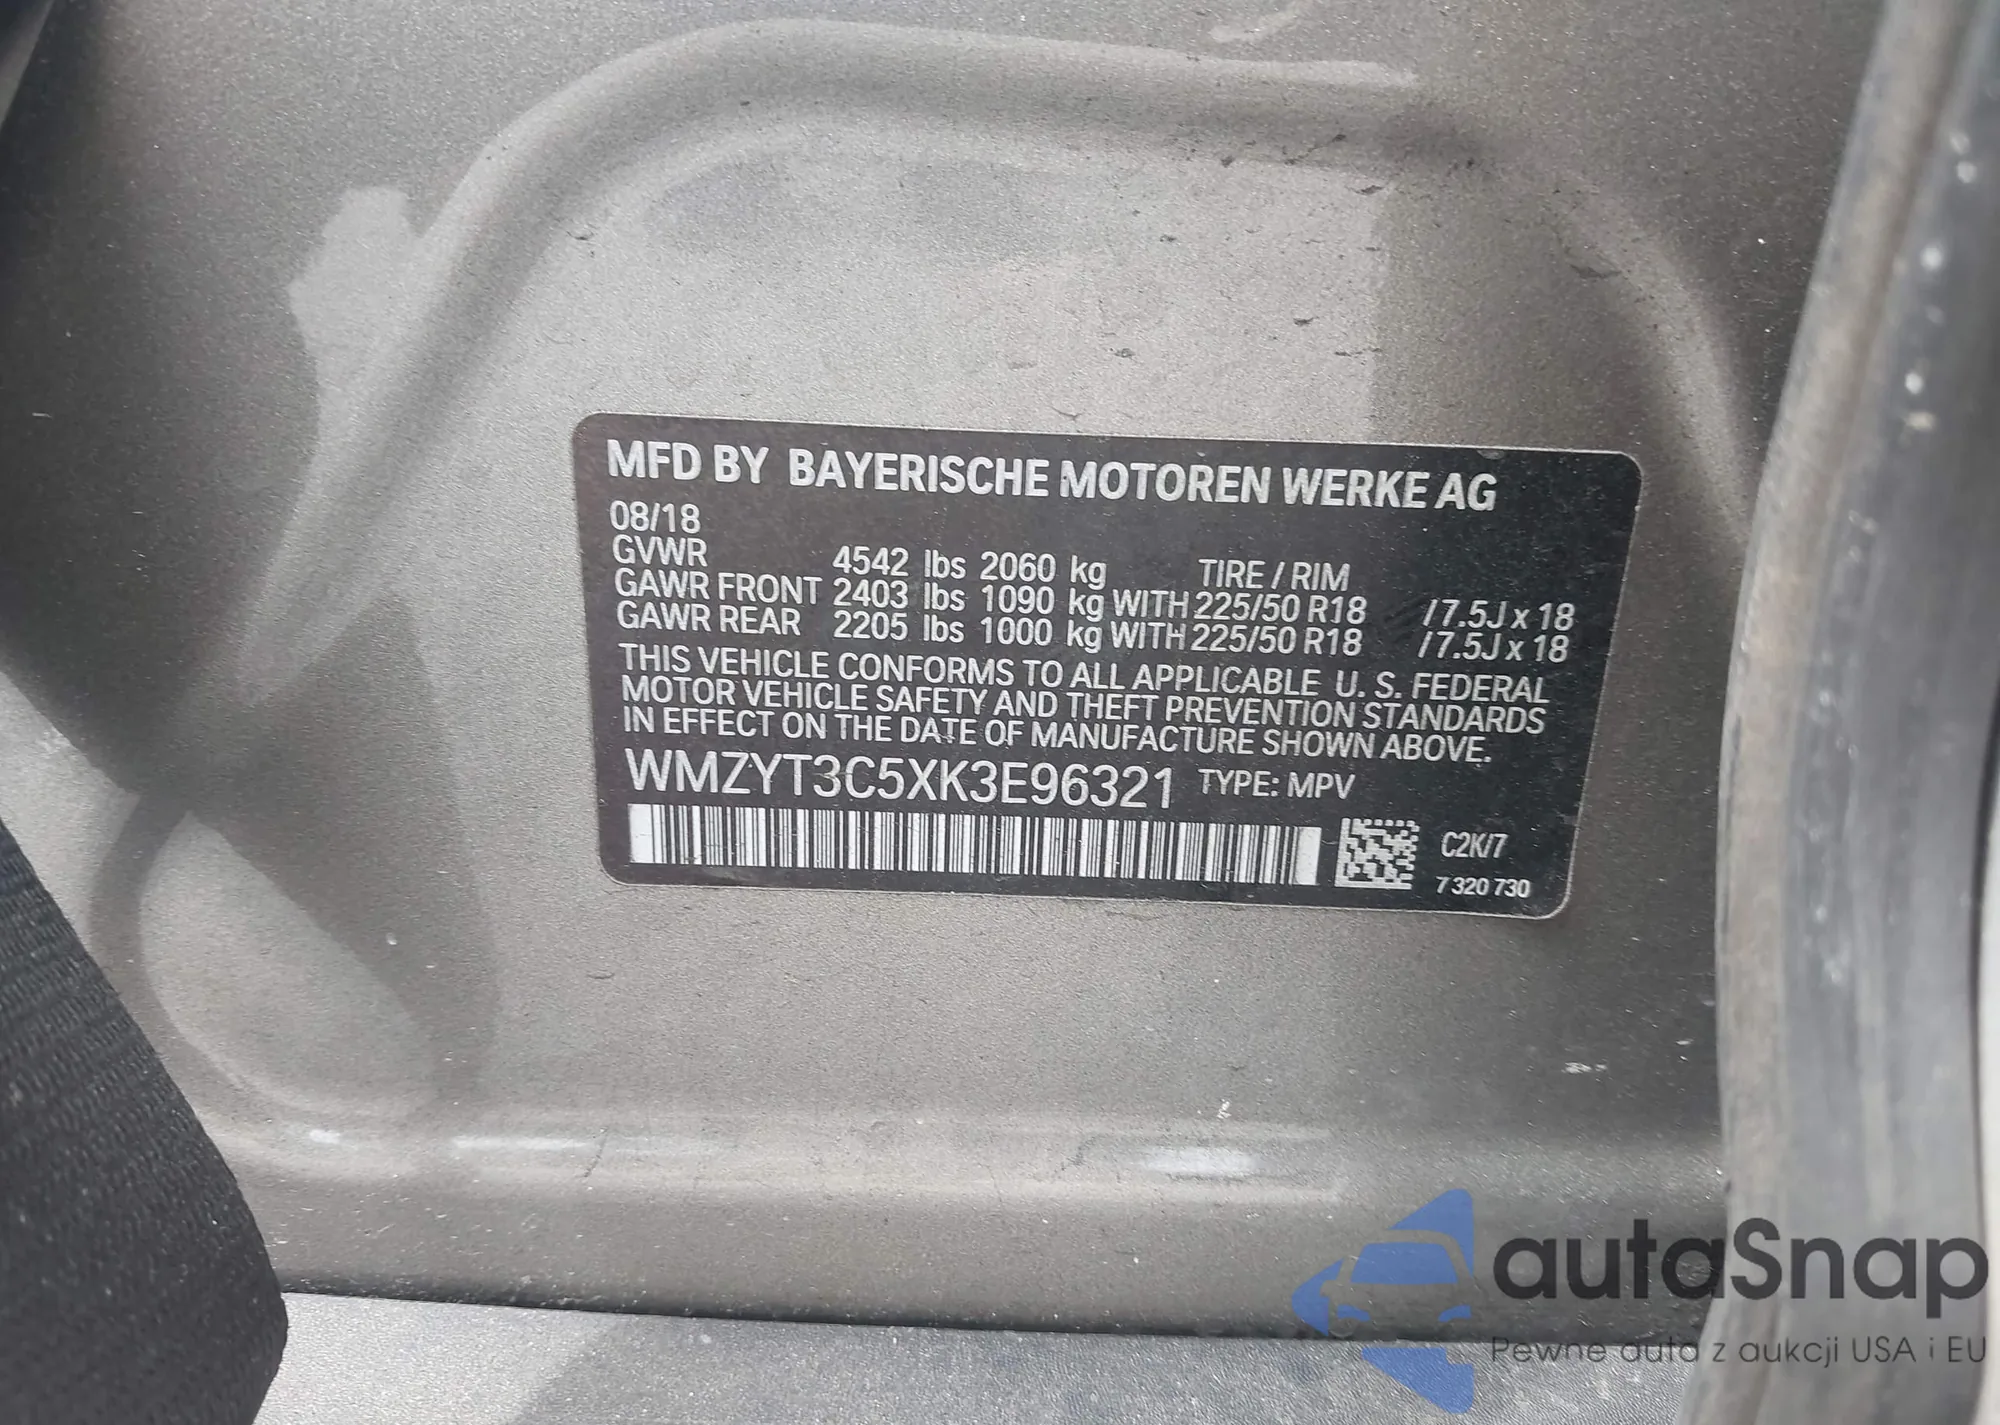 MFD BY BAYERISCHE MOTOREN WERKE AG
08/18
GVWR 4542 lbs 2060 kg TIRE / RIM
GAWR FRONT 2403 lbs 1090 kg WITH 225/50 R18 /7.5J x 18
GAWR REAR 2205 lbs 1000 kg WITH 225/50 R18 /7.5J x 18
THIS VEHICLE CONFORMS TO ALL APPLICABLE U. S. FEDERAL
MOTOR VEHICLE SAFETY AND THEFT PREVENTION STANDARDS
IN EFFECT ON THE DATE OF MANUFACTURE SHOWN ABOVE.
WMZYT3C5XK3E96321 TYPE: MPV
C2K/7
7 320 730
autaSnap
Pewne auta z aukcji USA i EU